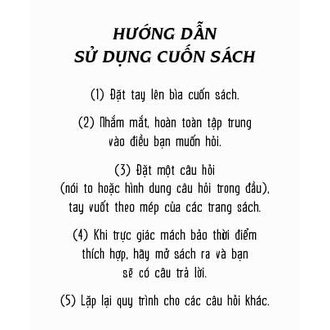 HƯỚNG DẪN
SỬ DỤNG CUỐN SÁCH
(1) Đặt tay lên bìa cuốn sách.
(2) Nhắm mắt, hoàn toàn tập trung
vào điều bạn muốn hỏi.
(3) Đặt một câu hỏi
(nói to hoặc hình dung câu hỏi trong đầu),
tay vuốt theo mép của các trang sách.
(4) Khi trực giác mách bảo thời điểm
thích hợp, hãy mở sách ra và bạn
sẽ có câu trả lời.
(5) Lặp lại quy trình cho các câu hỏi khác.